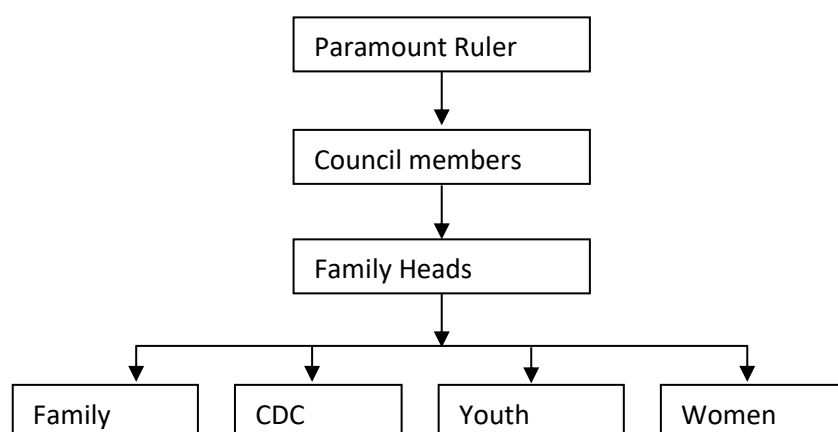 Paramount Ruler
Council members
Family Heads
Family
CDC
Youth
Women